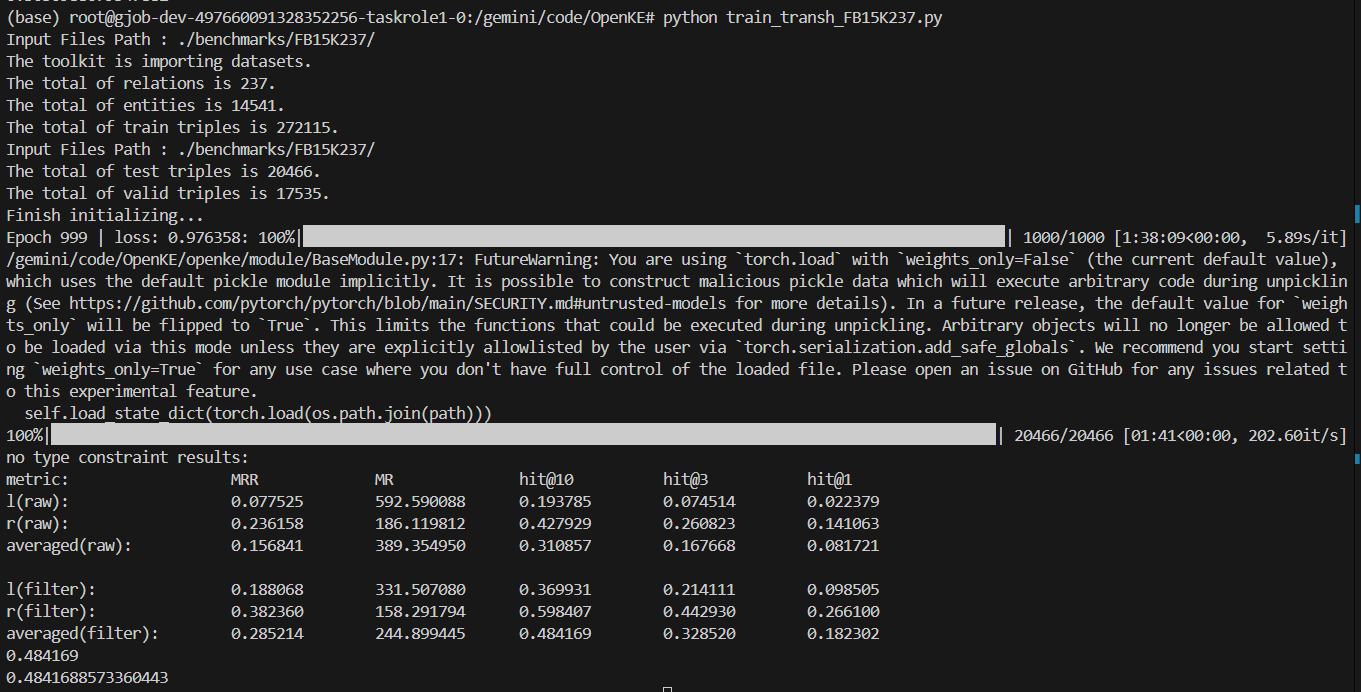 (base) root@gjob-dev-497660091328352256-taskrole1-0:/gemini/code/OpenKE# python train_transh_FB15K237.py
Input Files Path : ./benchmarks/FB15K237/
The toolkit is importing datasets.
The total of relations is 237.
The total of entities is 14541.
The total of train triples is 272115.
Input Files Path : ./benchmarks/FB15K237/
The total of test triples is 20466.
The total of valid triples is 17535.
Finish initializing...
Epoch 999 | loss: 0.976358: 100%| | 1000/1000 [1:38:09<00:00,  5.89s/it]
/gemini/code/OpenKE/openke/module/BaseModule.py:17: FutureWarning: You are using `torch.load` with `weights_only=False` (the current default value),
which uses the default pickle module implicitly. It is possible to construct malicious pickle data which will execute arbitrary code during unpicklin
g (See https://github.com/pytorch/pytorch/blob/main/SECURITY.md#untrusted-models for more details). In a future release, the default value for `weigh
ts_only` will be flipped to `True`. This limits the functions that could be executed during unpickling. Arbitrary objects will no longer be allowed t
o be loaded via this mode unless they are explicitly allowlisted by the user via `torch.serialization.add_safe_globals`. We recommend you start setti
ng `weights_only=True` for any use case where you don't have full control of the loaded file. Please open an issue on GitHub for any issues related t
o this experimental feature.
  self.load_state_dict(torch.load(os.path.join(path)))
100%| | 20466/20466 [01:41<00:00, 202.60it/s]
no type constraint results:
metric: MRR MR hit@10 hit@3 hit@1
l(raw): 0.077525 592.590088 0.193785 0.074514 0.022379
r(raw): 0.236158 186.119812 0.427929 0.260823 0.141063
averaged(raw): 0.156841 389.354950 0.310857 0.167668 0.081721
l(filter): 0.188068 331.507080 0.369931 0.214111 0.098505
r(filter): 0.382360 158.291794 0.598407 0.442930 0.266100
averaged(filter): 0.285214 244.899445 0.484169 0.328520 0.182302
0.484169
0.4841688573360443